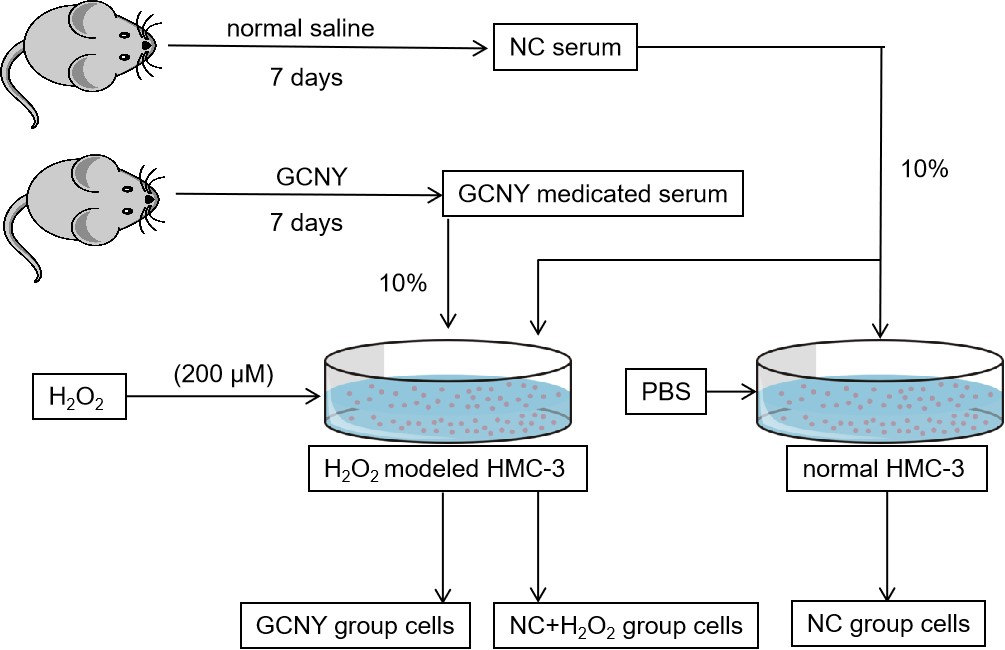 normal saline
7 days
NC serum
10%
GCNY
7 days
GCNY medicated serum
10%
H₂O₂
(200 μM)
PBS
H₂O₂ modeled HMC-3
normal HMC-3
GCNY group cells
NC+H₂O₂ group cells
NC group cells